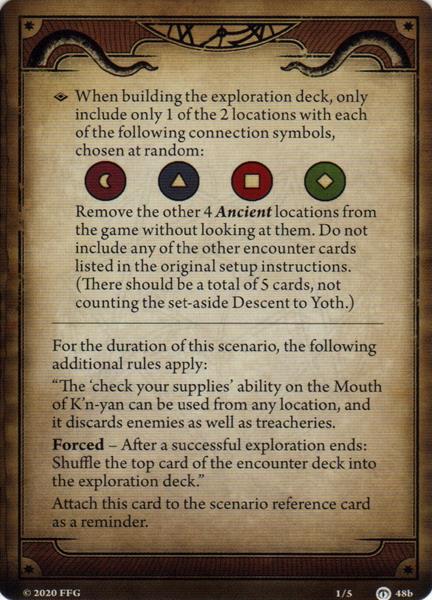 When building the exploration deck, only
include only 1 of the 2 locations with each
of the following connection symbols,
chosen at random:
Remove the other 4 Ancient locations from
the game without looking at them. Do not
include any of the other encounter cards
listed in the original setup instructions.
(There should be a total of 5 cards, not
counting the set-aside Descent to Yoth.)
For the duration of this scenario, the following
additional rules apply:
“The ‘check your supplies’ ability on the Mouth
of K’n-yan can be used from any location, and
it discards enemies as well as treacheries.
Forced – After a successful exploration ends:
Shuffle the top card of the encounter deck into
the exploration deck.”
Attach this card to the scenario reference card
as a reminder.
© 2020 FFG 1/5 48b